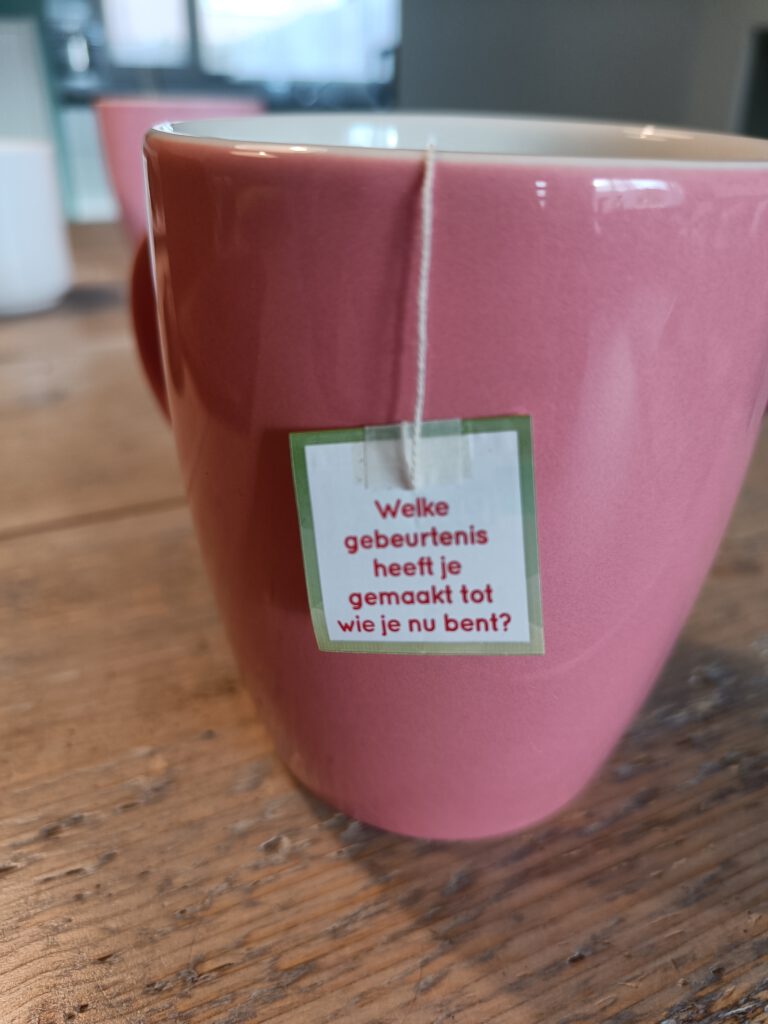 Welke
gebeurtenis
heeft je
gemaakt tot
wie je nu bent?